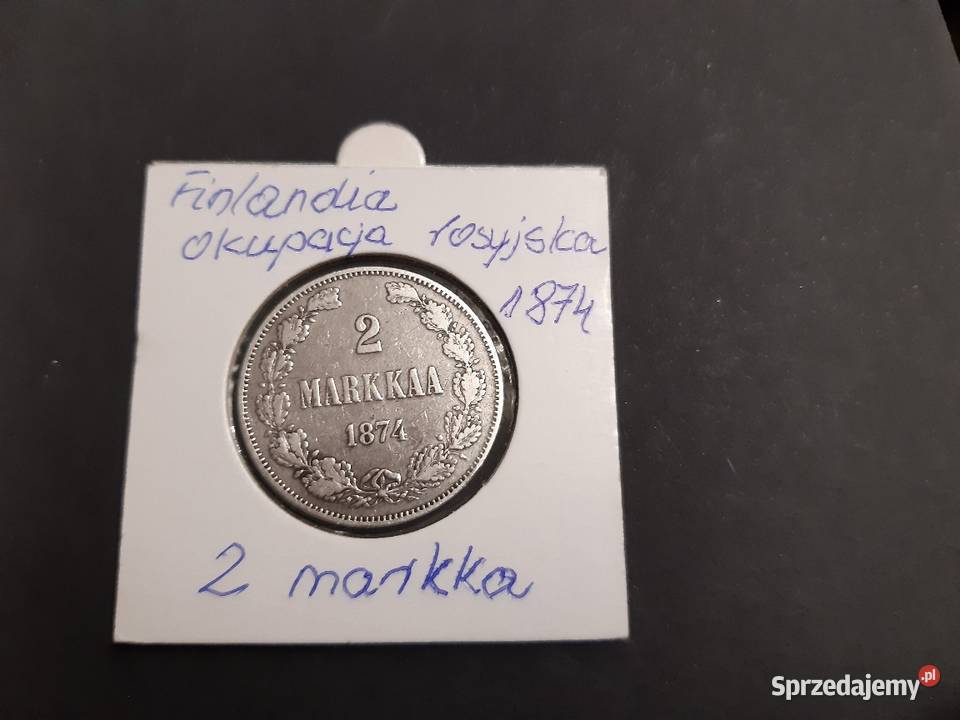 Finlandia
okupacja rosyjska
1874
2
MARKKAA
1874
2 markka
Sprzedajemy.pl